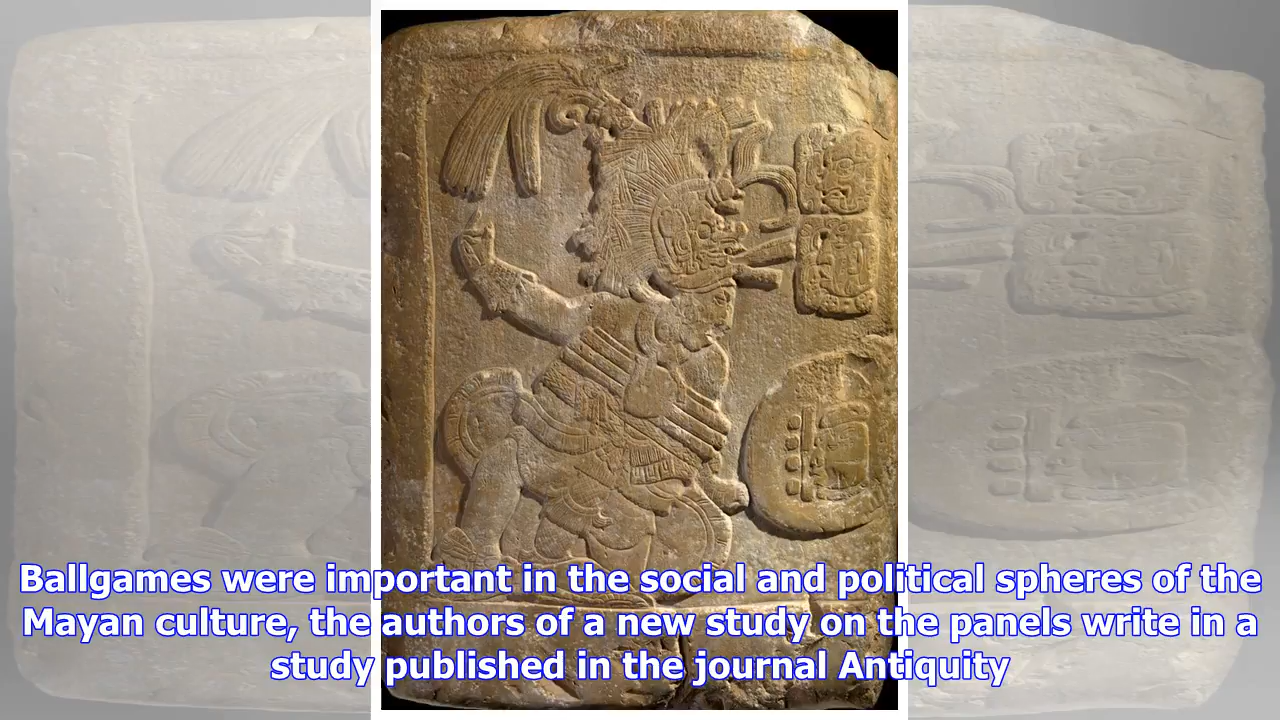 Ballgames were important in the social and political spheres of the
Mayan culture, the authors of a new study on the panels write in a
study published in the journal Antiquity